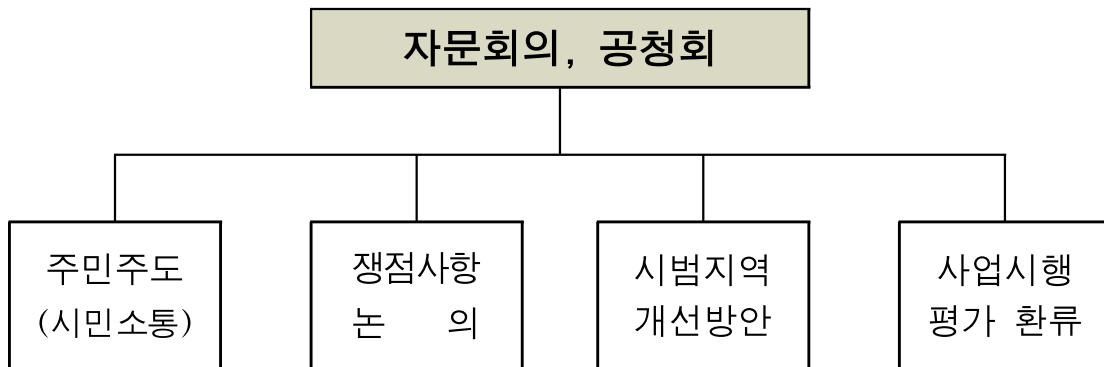 자문회의, 공청회
주민주도
(시민소통)
쟁점사항
논 의
시범지역
개선방안
사업시행
평가 환류